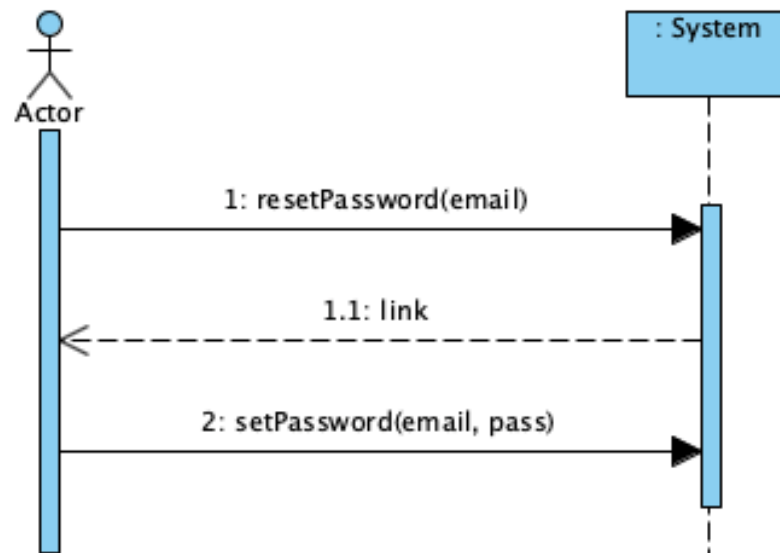 : System
Actor
1: resetPassword(email)
1.1: link
2: setPassword(email, pass)